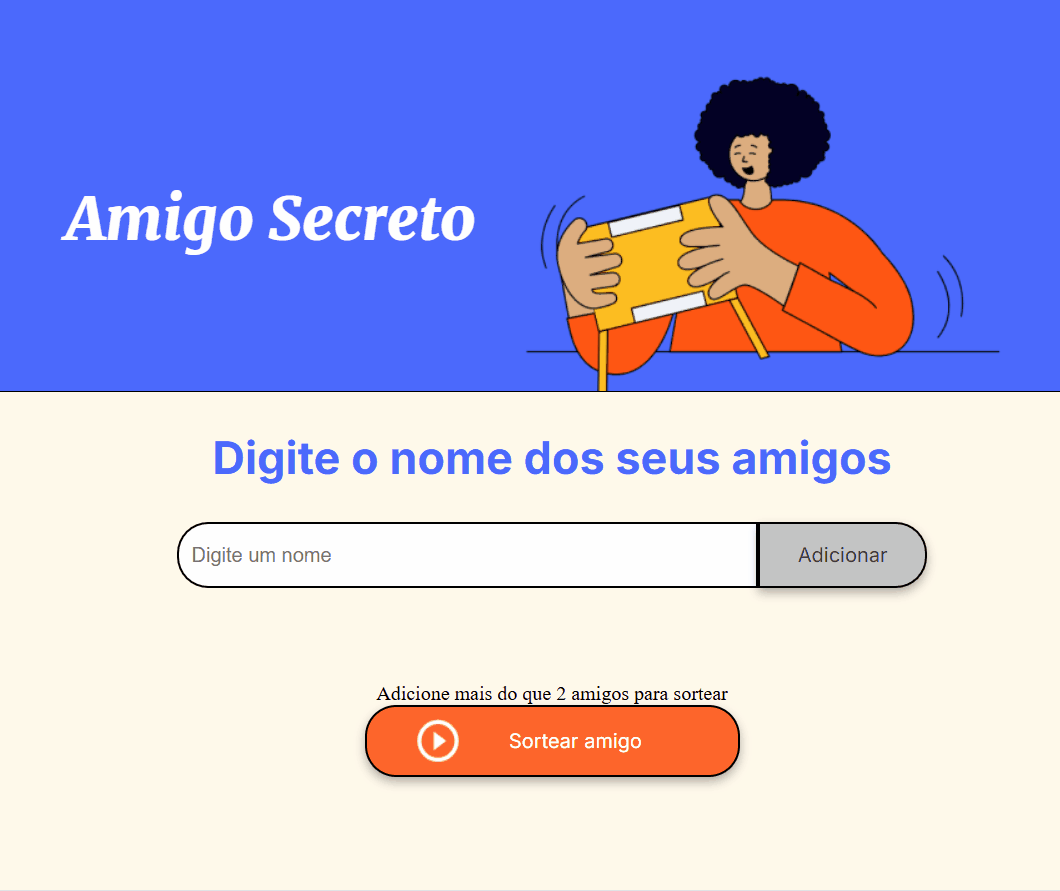 Amigo Secreto
Digite o nome dos seus amigos
Digite um nome
Adicionar
Adicione mais do que 2 amigos para sortear
Sortear amigo